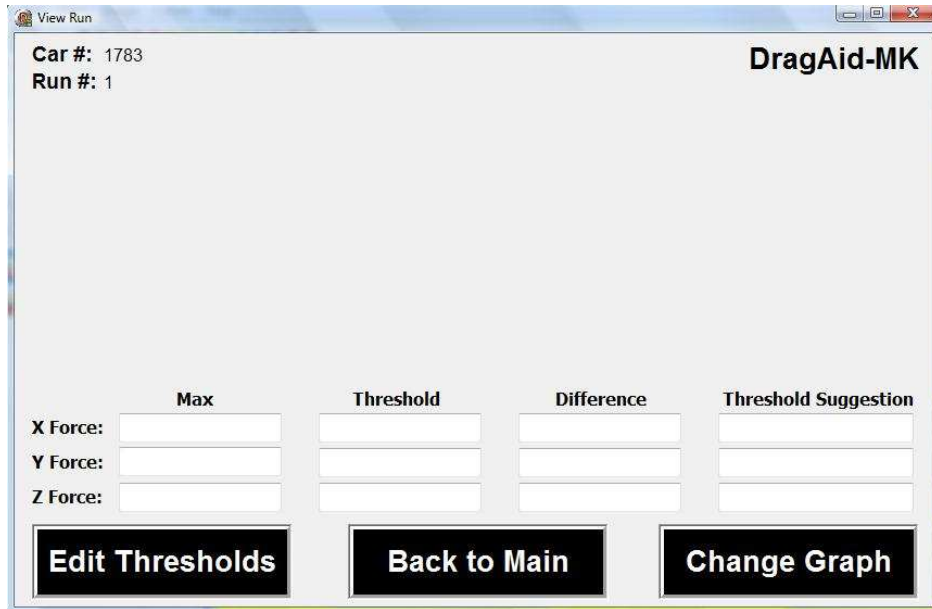 View Run
Car #: 1783
DragAid-MK
Run #: 1
Max Threshold Difference Threshold Suggestion
X Force:
Y Force:
Z Force:
Edit Thresholds Back to Main Change Graph